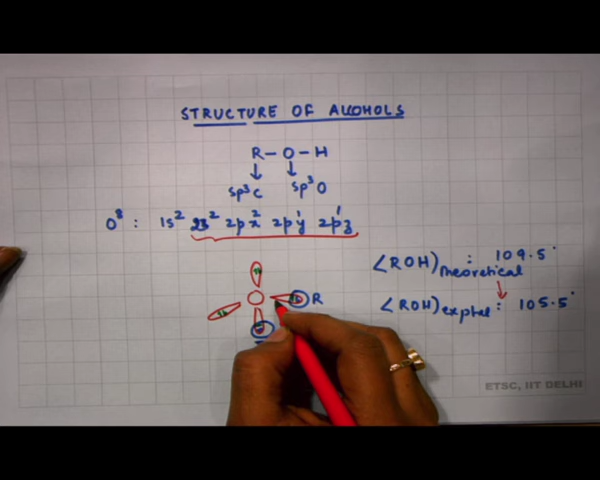 STRUCTURE OF ALCOHOLS
R – O – H
sp³C sp³O
O⁸ : 1s² 2s² 2px² 2py¹ 2pz¹
∠ROH)Theoretical : 109.5°
∠ROH)exptal : 105.5°
R
ETSC, IIT DELHI